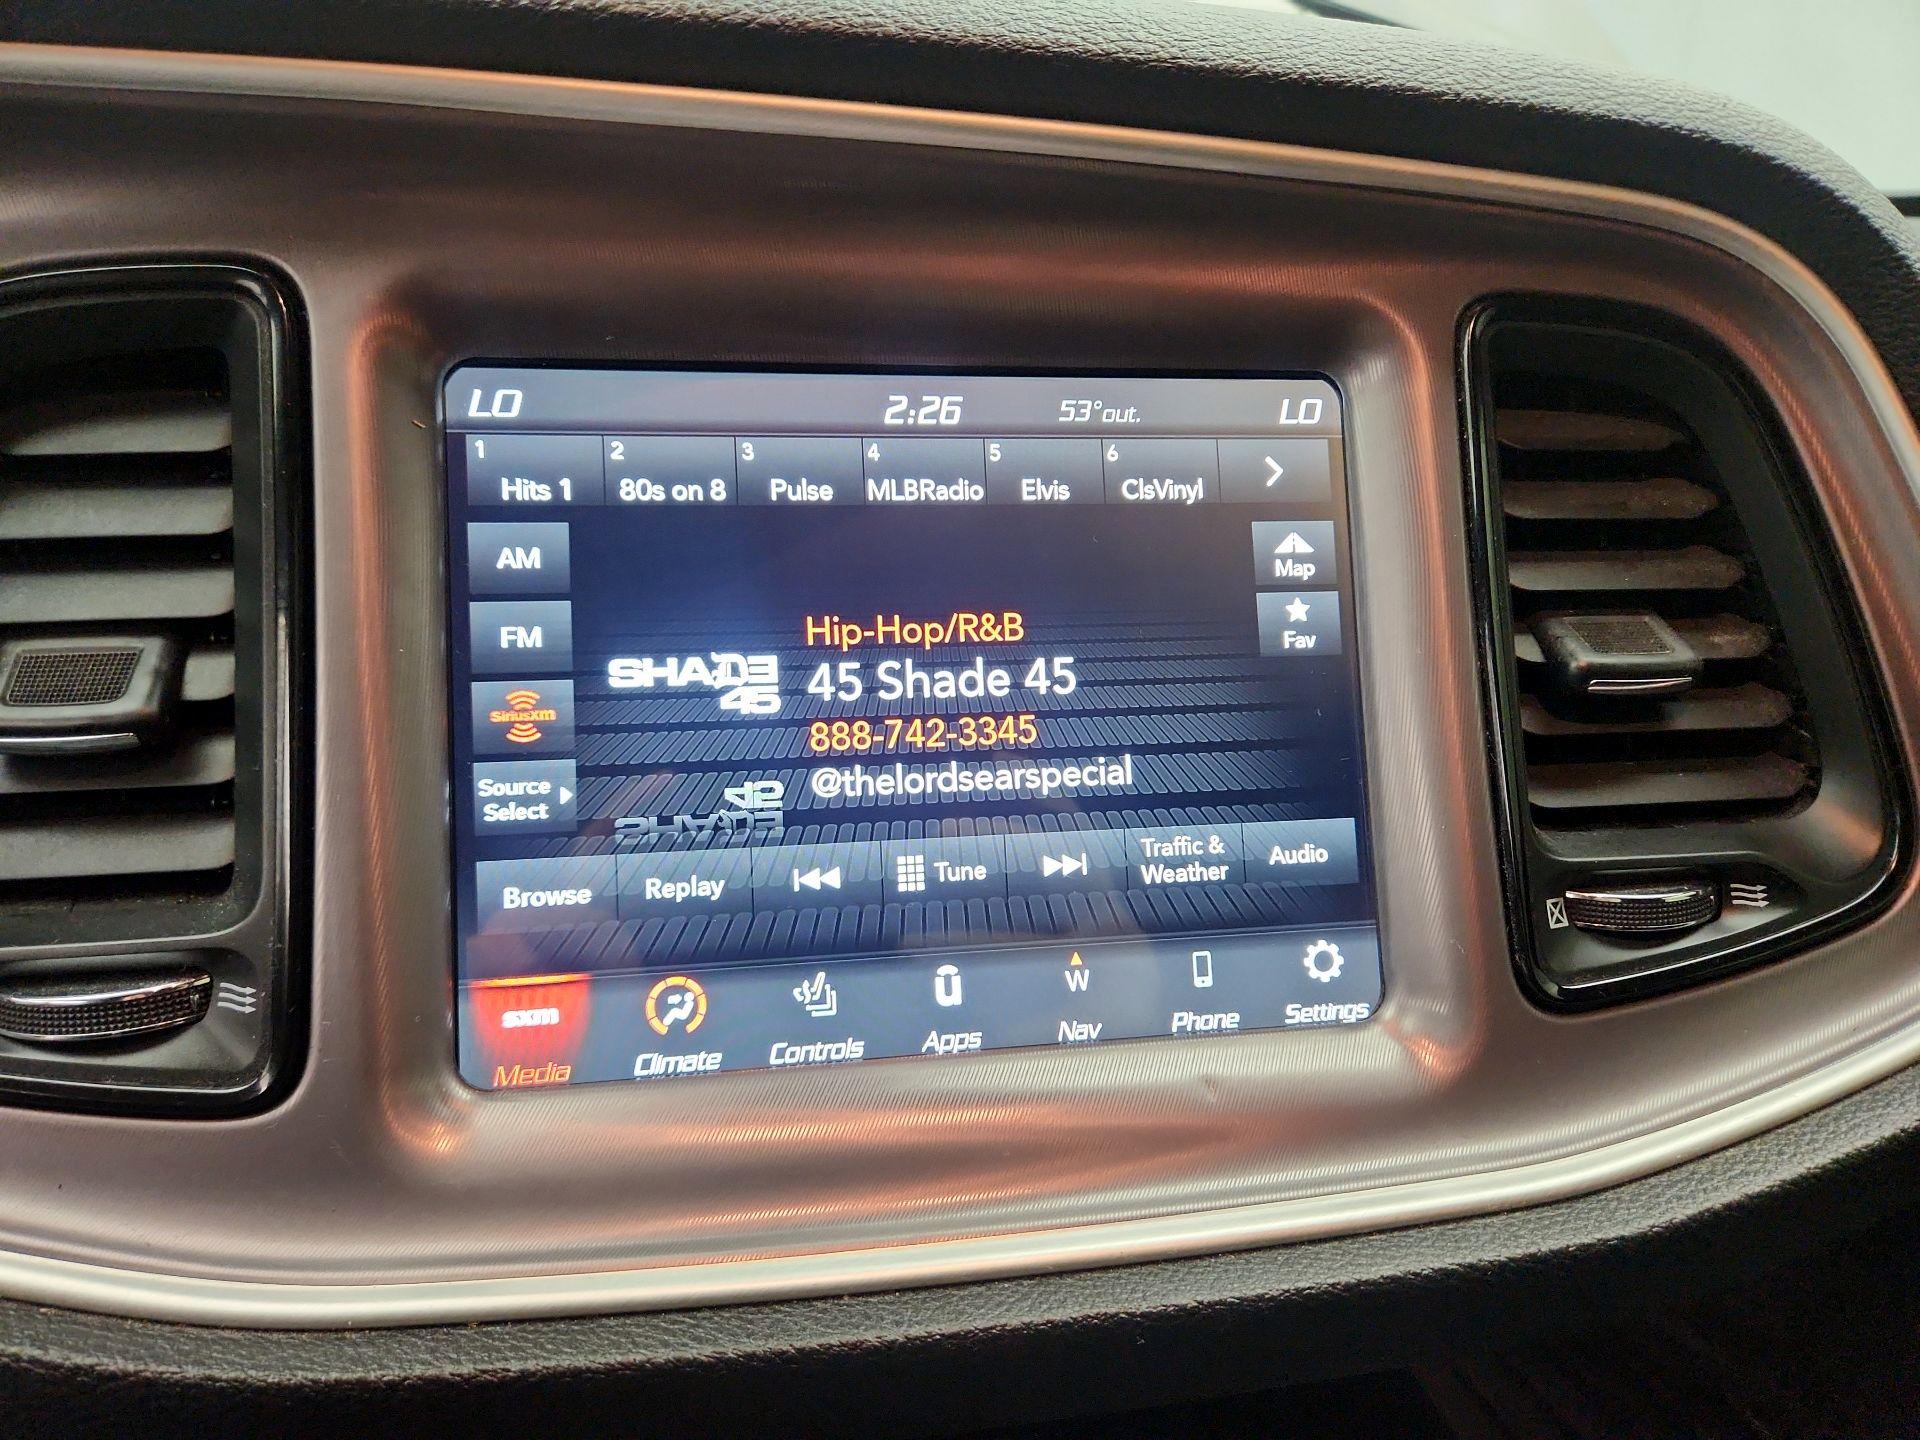 LO 2:26 53°out. LO
1 2 3 4 5 6
Hits 1 80s on 8 Pulse MLBRadio Elvis ClsVinyl
AM
Map
FM
Fav
SiriusXM
Source
Select
SHADE
45
Hip-Hop/R&B
45 Shade 45
888-742-3345
@thelordsearspecial
Browse Replay Tune Traffic &
Weather
Audio
sxm
W
Media Climate Controls Apps Nav Phone Settings